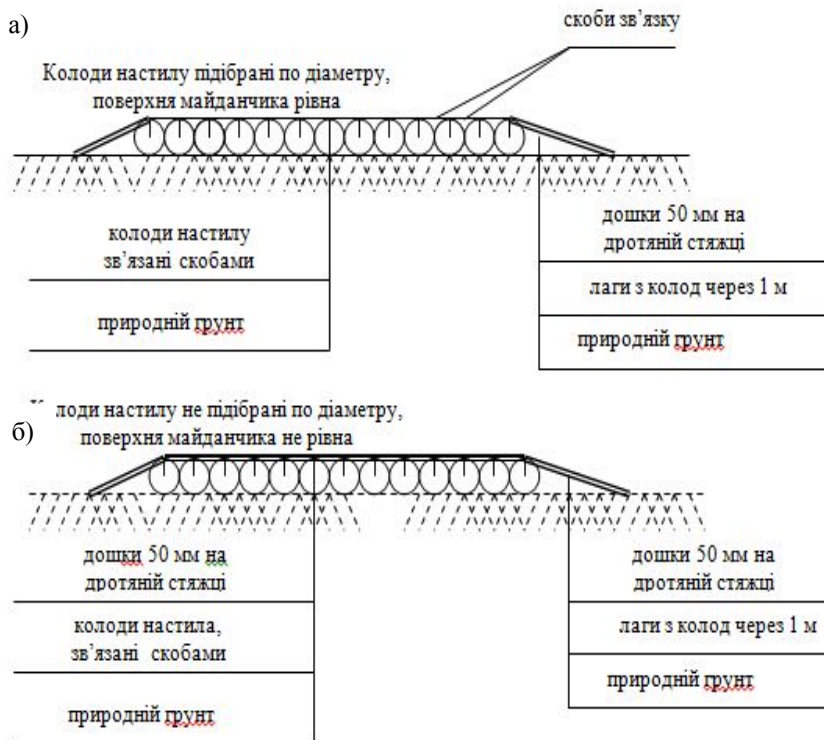 а)
скоби зв’язку
Колоди настилу підібрані по діаметру,
поверхня майданчика рівна
колоди настилу
зв’язані скобами
природній грунт
дошки 50 мм на
дротяній стяжці
лаги з колод через 1 м
природній грунт
б)
лоди настилу не підібрані по діаметру,
поверхня майданчика не рівна
дошки 50 мм на
дротяній стяжці
колоди настила,
зв’язані скобами
природній грунт
дошки 50 мм на
дротяній стяжці
лаги з колод через 1 м
природній грунт